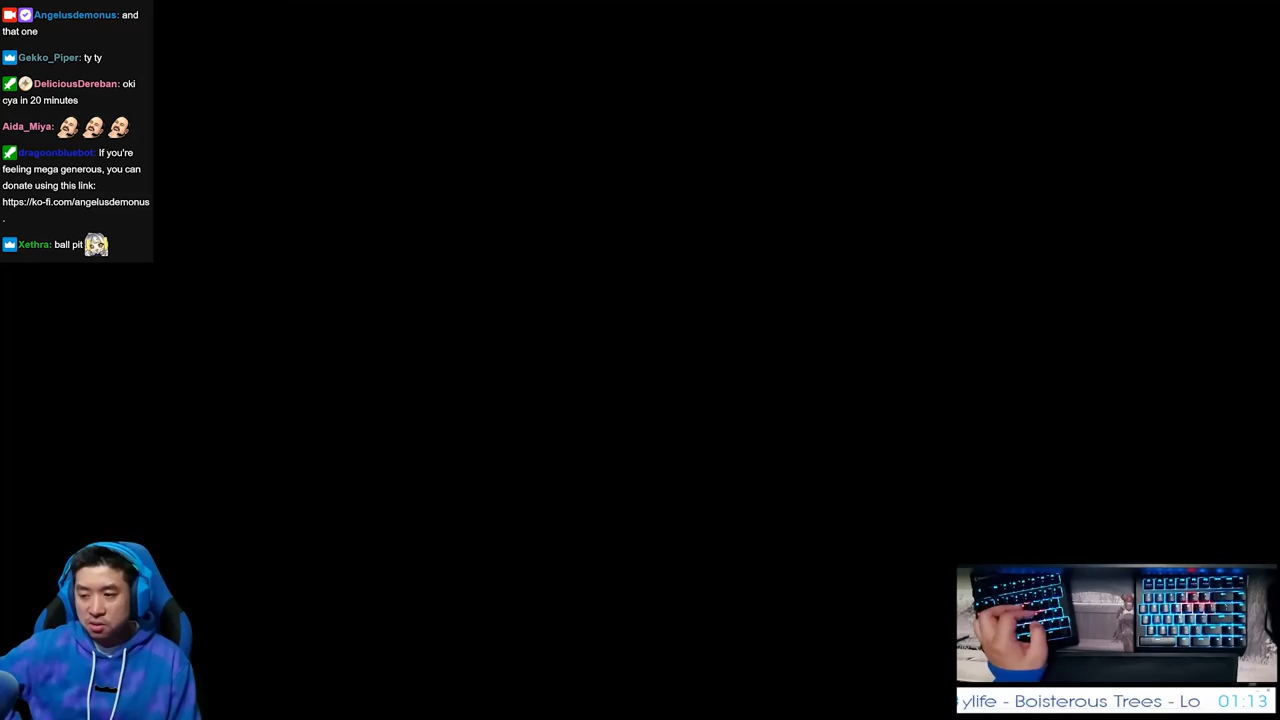 Angelusdemonus: and
that one
Gekko_Piper: ty ty
DeliciousDereban: oki
cya in 20 minutes
Aida_Miya:
dragoonbluebot: If you're
feeling mega generous, you can
donate using this link:
https://ko-fi.com/angelusdemonus
.
Xethra: ball pit
ylife - Boisterous Trees - Lo 01:13